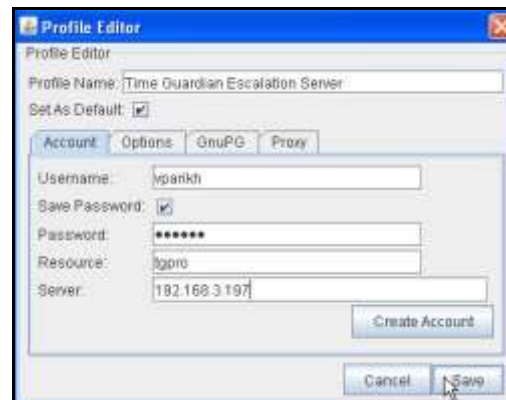 Profile Editor
Profile Editor
Profile Name: Time Guardian Escalation Server
Set As Default:
Account Options GnuPG Proxy
Username: vparikh
Save Password:
Password: ••••••
Resource: tgpro
Server: 192.168.3.197
Create Account
Cancel Save